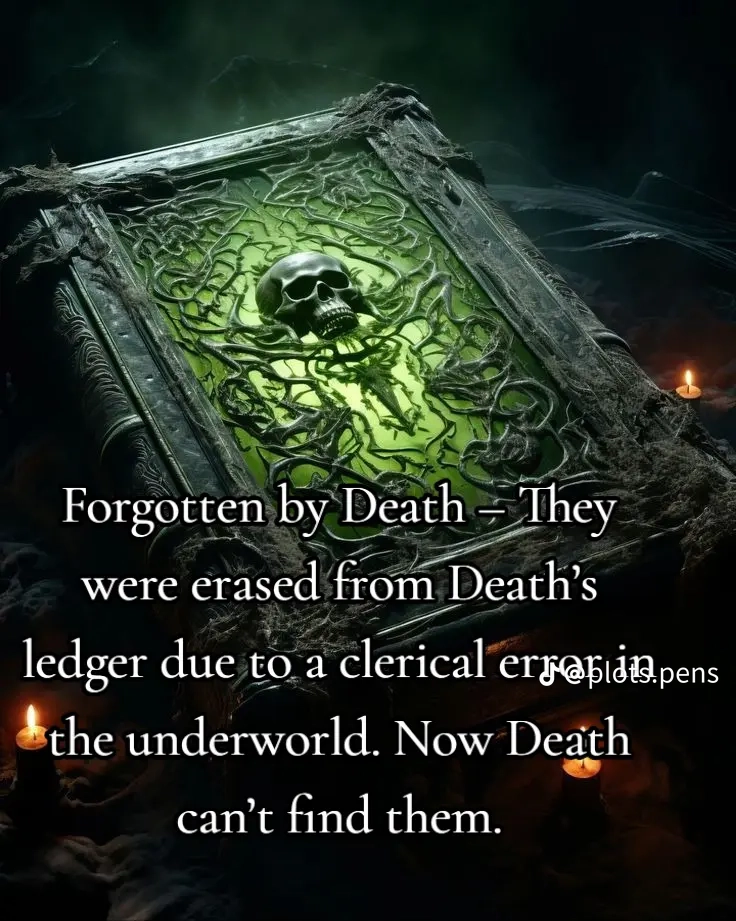 Forgotten by Death – They
were erased from Death’s
ledger due to a clerical error in
@plots.pens
the underworld. Now Death
can’t find them.